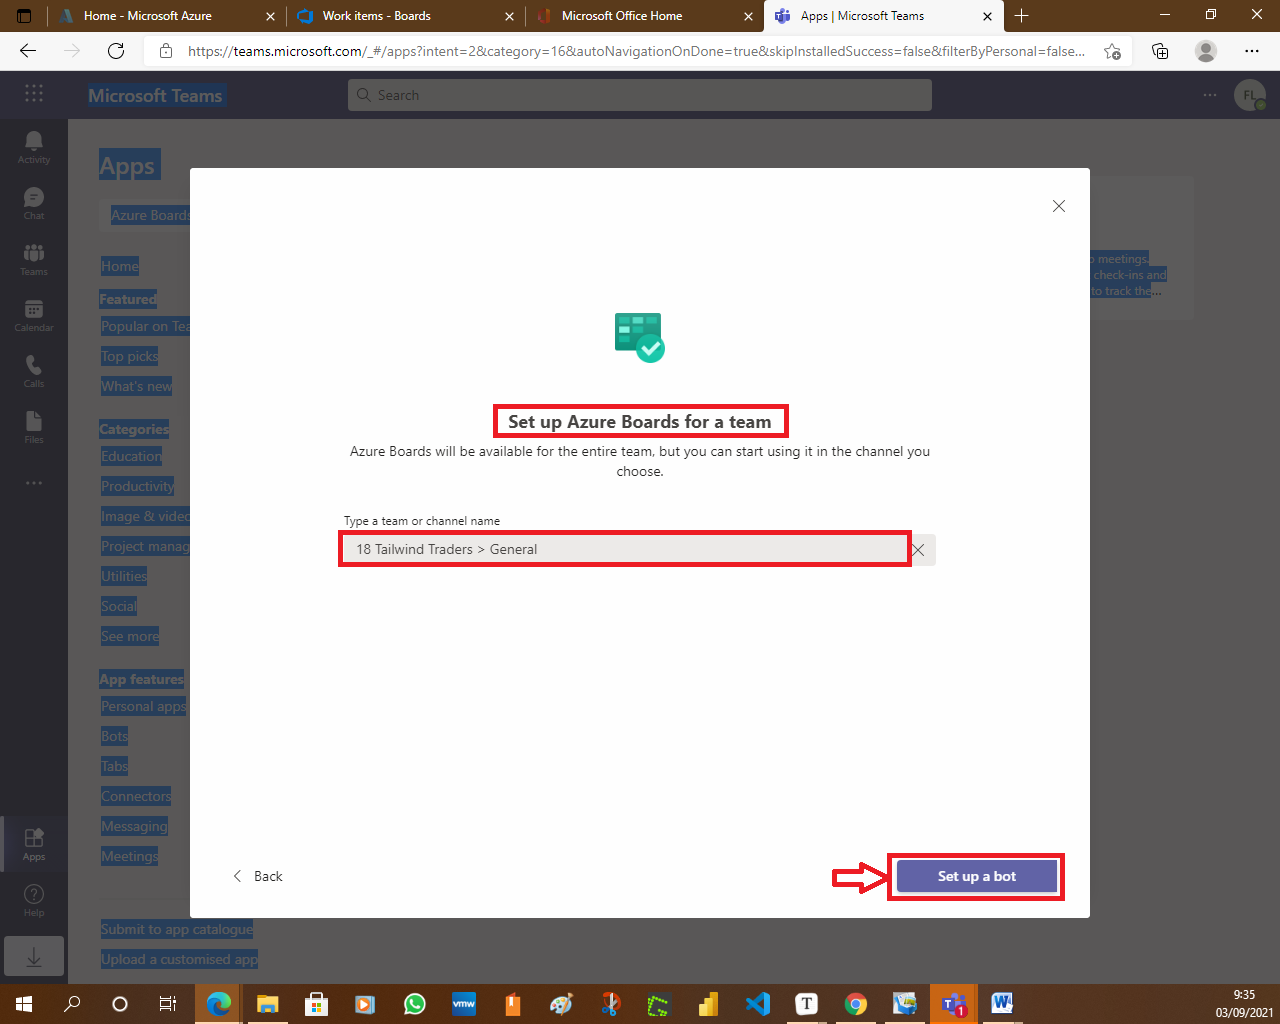 Home - Microsoft Azure
Work items - Boards
Microsoft Office Home
Apps | Microsoft Teams
https://teams.microsoft.com/_#/apps?intent=2&category=16&autoNavigationOnDone=true&skipInstalledSuccess=false&filterByPersonal=false...
Microsoft Teams
Search
FL
Activity
Chat
Teams
Calendar
Calls
Files
Apps
Help
Apps
Azure Boards
Home
Featured
Popular on Tea
Top picks
What's new
Categories
Education
Productivity
Image & video
Project manag
Utilities
Social
See more
App features
Personal apps
Bots
Tabs
Connectors
Messaging
Meetings
Submit to app catalogue
Upload a customised app
meetings.
check-ins and
to track the...
Set up Azure Boards for a team
Azure Boards will be available for the entire team, but you can start using it in the channel you
choose.
Type a team or channel name
18 Tailwind Traders > General
Back
Set up a bot
vmw
T
1
W
9:35
03/09/2021